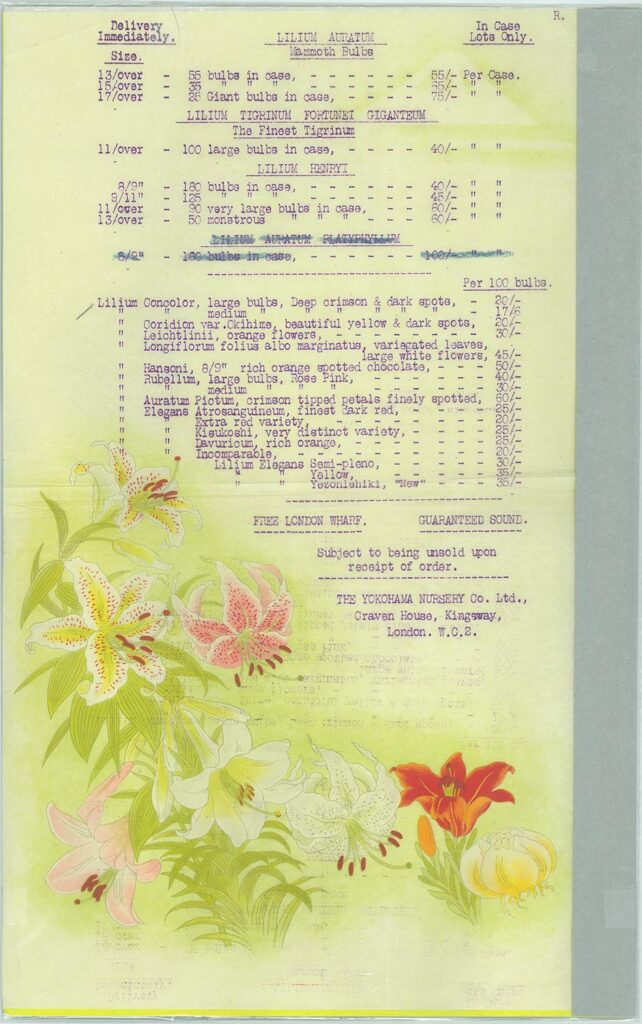 R.
Delivery Immediately.
LILIUM AURATUM
In Case Lots Only.
Size.
Mammoth Bulbs
13/over - 55 bulbs in case, - - - - - 55/- Per Case.
15/over - 35 " " " - - - - - 65/- " "
17/over - 25 Giant bulbs in case, - - - - 75/- " "
LILIUM TIGRINUM FORTUNEI GIGANTEUM
The Finest Tigrinum
11/over - 100 large bulbs in case, - - - - 40/- " "
LILIUM HENRYI
8/9" - 180 bulbs in case, - - - - - 40/- " "
9/11" - 125 " " " - - - - - 45/- " "
11/over - 90 very large bulbs in case, - - - 60/- " "
13/over - 50 monstrous " " " - - - 60/- " "
LILIUM AURATUM PLATYPHYLLUM
8/9" - 180 bulbs in case, - - - - - 100/- " "
Per 100 bulbs.
Lilium Concolor, large bulbs, Deep crimson & dark spots, - 20/-
" " medium " " " " " " - 17/6
" Coridion var.Okihime, beautiful yellow & dark spots, 20/-
" Leichtlinii, orange flowers, - - - - - - - 30/-
" Longiflorum folius albo marginatus, variegated leaves,
large white flowers, 45/-
" Hansoni, 8/9" rich orange spotted chocolate, - - - - 50/-
" Rubellum, large bulbs, Rose Pink, - - - - - 40/-
" " medium " " " - - - - - 30/-
" Auratum Pictum, crimson tipped petals finely spotted, 60/-
" Elegans Atrosanguineum, finest dark red, - - - - 25/-
" " Extra red variety, - - - - - - 20/-
" " Kisukoshi, very distinct variety, - - - - 25/-
" " Davuricum, rich orange, - - - - - 25/-
" " Incomparable, - - - - - - - 20/-
Lilium Elegans Semi-pleno, - - - - - 30/-
" " Yellow, - - - - - 35/-
" " Yezonishiki, "New" - - - - 35/-
FREE LONDON WHARF. GUARANTEED SOUND.
Subject to being unsold upon
receipt of order.
THE YOKOHAMA NURSERY Co. Ltd.,
Craven House, Kingsway,
London. W.C.2.